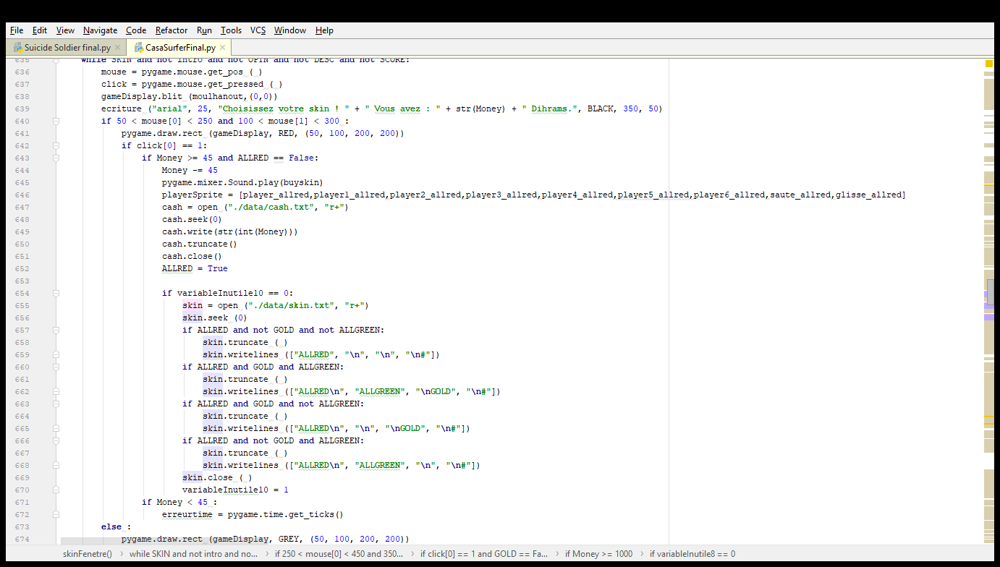 File Edit View Navigate Code Refactor Run Tools VCS Window Help
Suicide Soldier final.py × CasaSurferFinal.py ×
635 while SKIN and not intro and not OPIN and not DESC and not SCORE:
636 mouse = pygame.mouse.get_pos ( )
637 click = pygame.mouse.get_pressed ( )
638 gameDisplay.blit (moulhanout,(0,0))
639 ecriture ("arial", 25, "Choisissez votre skin ! " + " Vous avez : " + str(Money) + " Dihrams.", BLACK, 350, 50)
640 if 50 < mouse[0] < 250 and 100 < mouse[1] < 300 :
641 pygame.draw.rect (gameDisplay, RED, (50, 100, 200, 200))
642 if click[0] == 1:
643 if Money >= 45 and ALLRED == False:
644 Money -= 45
645 pygame.mixer.Sound.play(buyskin)
646 playerSprite = [player_allred,player1_allred,player2_allred,player3_allred,player4_allred,player5_allred,player6_allred,saute_allred,glisse_allred]
647 cash = open ("./data/cash.txt", "r+")
648 cash.seek(0)
649 cash.write(str(int(Money)))
650 cash.truncate()
651 cash.close()
652 ALLRED = True
653
654 if variableInutile10 == 0:
655 skin = open ("./data/skin.txt", "r+")
656 skin.seek (0)
657 if ALLRED and not GOLD and not ALLGREEN:
658 skin.truncate ( )
659 skin.writelines (["ALLRED", "\n", "\n", "\n#"])
660 if ALLRED and GOLD and ALLGREEN:
661 skin.truncate ( )
662 skin.writelines (["ALLRED\n", "ALLGREEN", "\nGOLD", "\n#"])
663 if ALLRED and GOLD and not ALLGREEN:
664 skin.truncate ( )
665 skin.writelines (["ALLRED\n", "\n", "\nGOLD", "\n#"])
666 if ALLRED and not GOLD and ALLGREEN:
667 skin.truncate ( )
668 skin.writelines (["ALLRED\n", "ALLGREEN", "\n", "\n#"])
669 skin.close ( )
670 variableInutile10 = 1
671 if Money < 45 :
672 erreurtime = pygame.time.get_ticks()
673 else :
674 pygame.draw.rect (gameDisplay, GREY, (50, 100, 200, 200))
skinFenetre() › while SKIN and not intro and no... › if 250 < mouse[0] < 450 and 350... › if click[0] == 1 and GOLD == Fa... › if Money >= 1000 › if variableInutile8 == 0